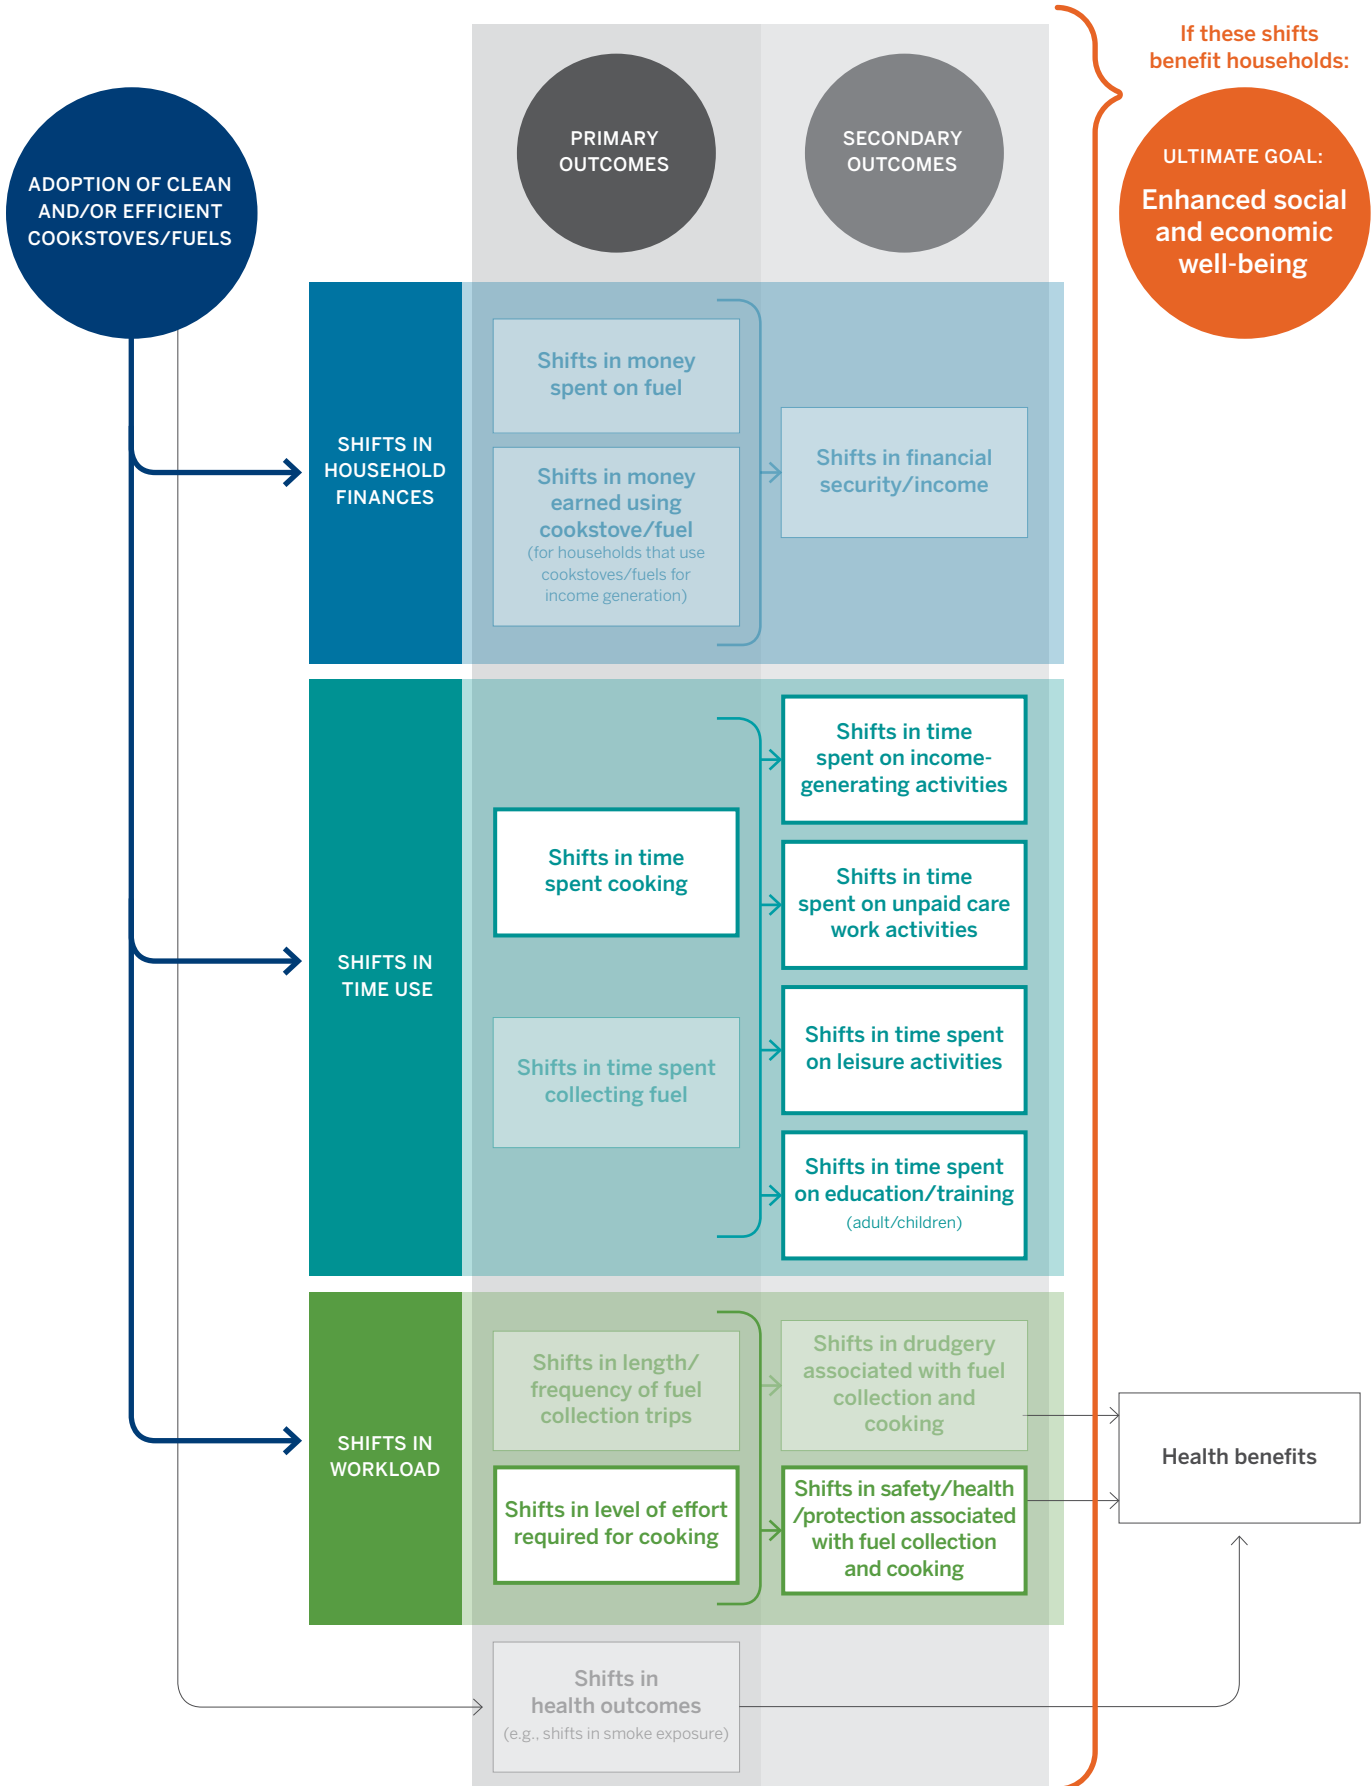 If these shifts
benefit households:
PRIMARY
OUTCOMES
SECONDARY
OUTCOMES
ADOPTION OF CLEAN
AND/OR EFFICIENT
COOKSTOVES/FUELS
ULTIMATE GOAL:
Enhanced social
and economic
well-being
SHIFTS IN
HOUSEHOLD
FINANCES
Shifts in money
spent on fuel
Shifts in money
earned using
cookstove/fuel
(for households that use
cookstoves/fuels for
income generation)
Shifts in financial
security/income
SHIFTS IN
TIME USE
Shifts in time
spent cooking
Shifts in time spent
collecting fuel
Shifts in time
spent on income-
generating activities
Shifts in time
spent on unpaid care
work activities
Shifts in time spent
on leisure activities
Shifts in time spent
on education/training
(adult/children)
SHIFTS IN
WORKLOAD
Shifts in length/
frequency of fuel
collection trips
Shifts in level of effort
required for cooking
Shifts in drudgery
associated with fuel
collection and
cooking
Shifts in safety/health
/protection associated
with fuel collection
and cooking
Health benefits
Shifts in
health outcomes
(e.g., shifts in smoke exposure)